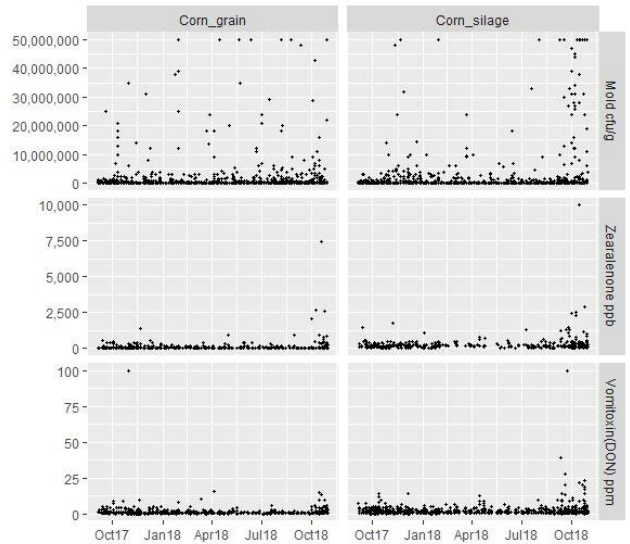 Corn_grain
Corn_silage
50,000,000
40,000,000
30,000,000
20,000,000
10,000,000
0
Mold cfu/g
10,000
7,500
5,000
2,500
0
Zearalenone ppb
100
75
50
25
0
Vomitoxin(DON) ppm
Oct17 Jan18 Apr18 Jul18 Oct18
Oct17 Jan18 Apr18 Jul18 Oct18